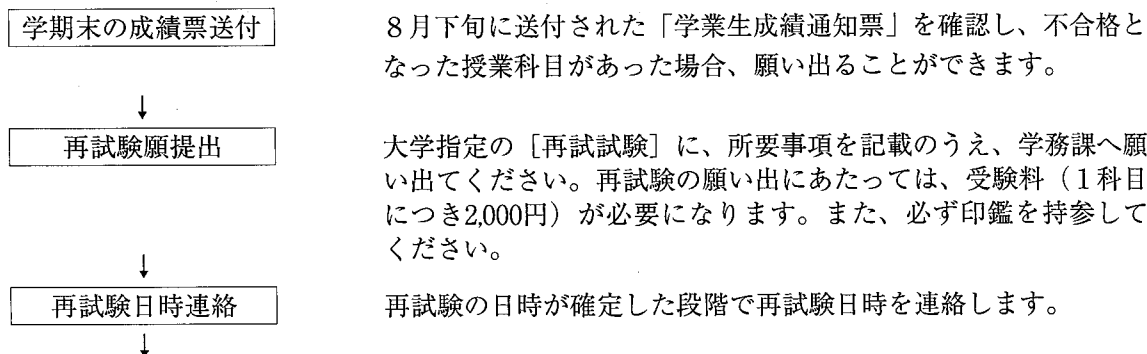 学期末の成績票送付
８月下旬に送付された「学業生成績通知票」を確認し、不合格と
なった授業科目があった場合、願い出ることができます。
↓
再試験願提出
大学指定の［再試試験］に、所要事項を記載のうえ、学務課へ願
い出てください。再試験の願い出にあたっては、受験料（１科目
につき2,000円）が必要になります。また、必ず印鑑を持参して
ください。
↓
再試験日時連絡
再試験の日時が確定した段階で再試験日時を連絡します。
↓